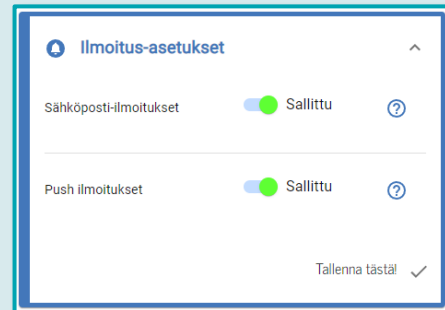 Ilmoitus-asetukset
Sähköposti-ilmoitukset Sallittu
Push ilmoitukset Sallittu
Tallenna tästä!